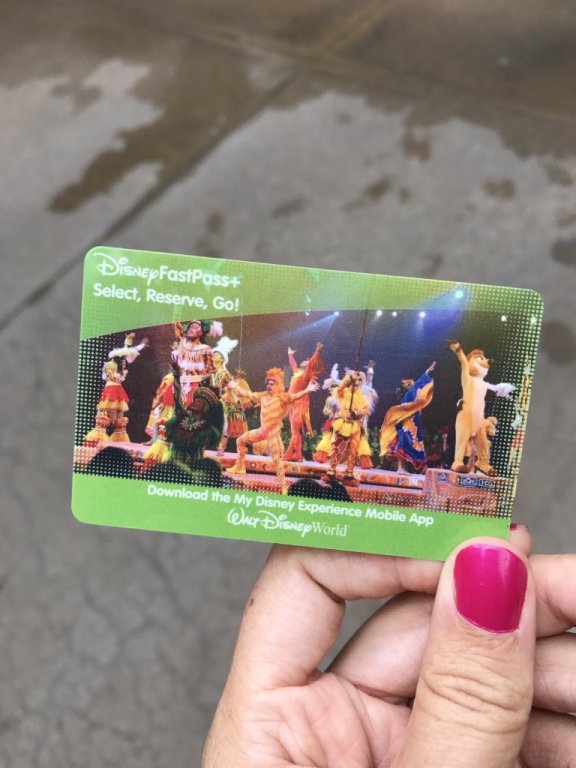 Disney FastPass+
Select, Reserve, Go!
Download the My Disney Experience Mobile App
Walt Disney World